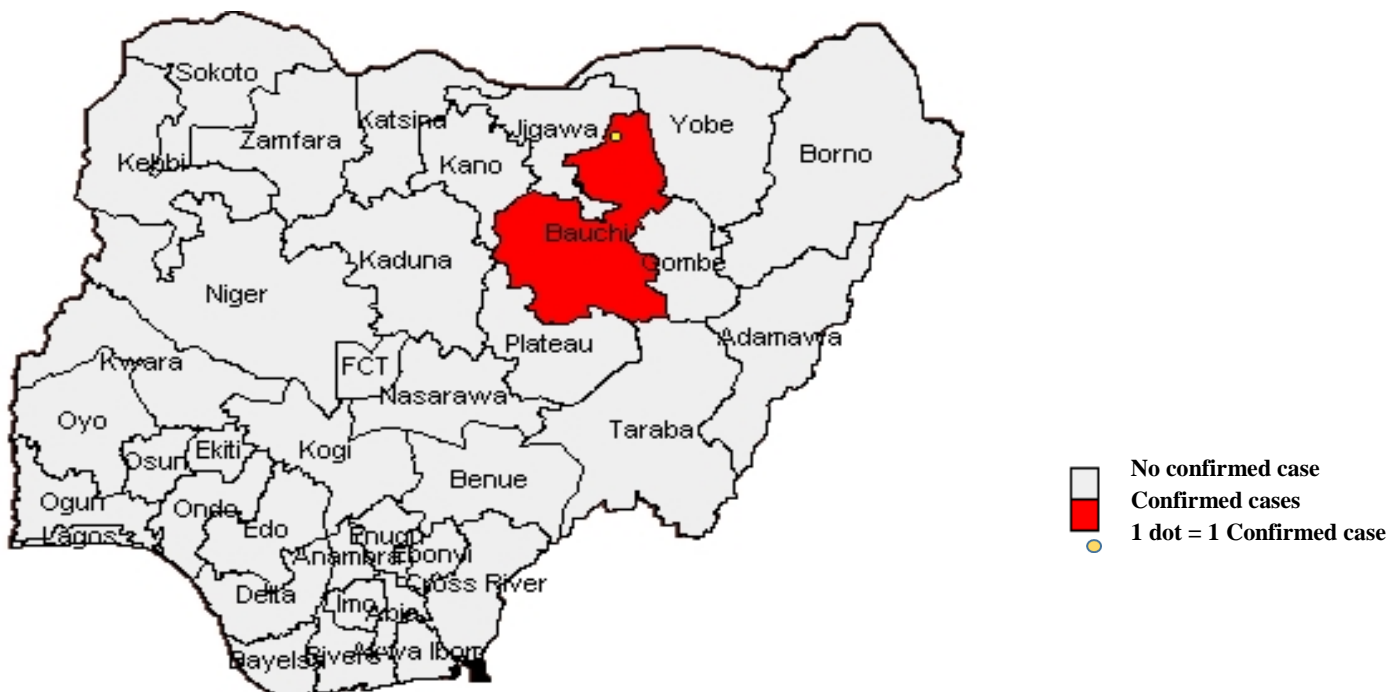 Sokoto
Katsina
Zamfara
Jigawa
Yobe
Borno
Kebbi
Kano
Bauchi
Gombe
Kaduna
Niger
Plateau
Adamawa
Kwara
FCT
Nasarawa
Oyo
Taraba
Osun
Ekiti
Kogi
Benue
Ogun
Ondo
Edo
Lagos
Enugu
Anambra
Ebonyi
Cross River
Delta
Imo
Abia
Bayelsa
Rivers
Akwa Ibom
No confirmed case
Confirmed cases
1 dot = 1 Confirmed case